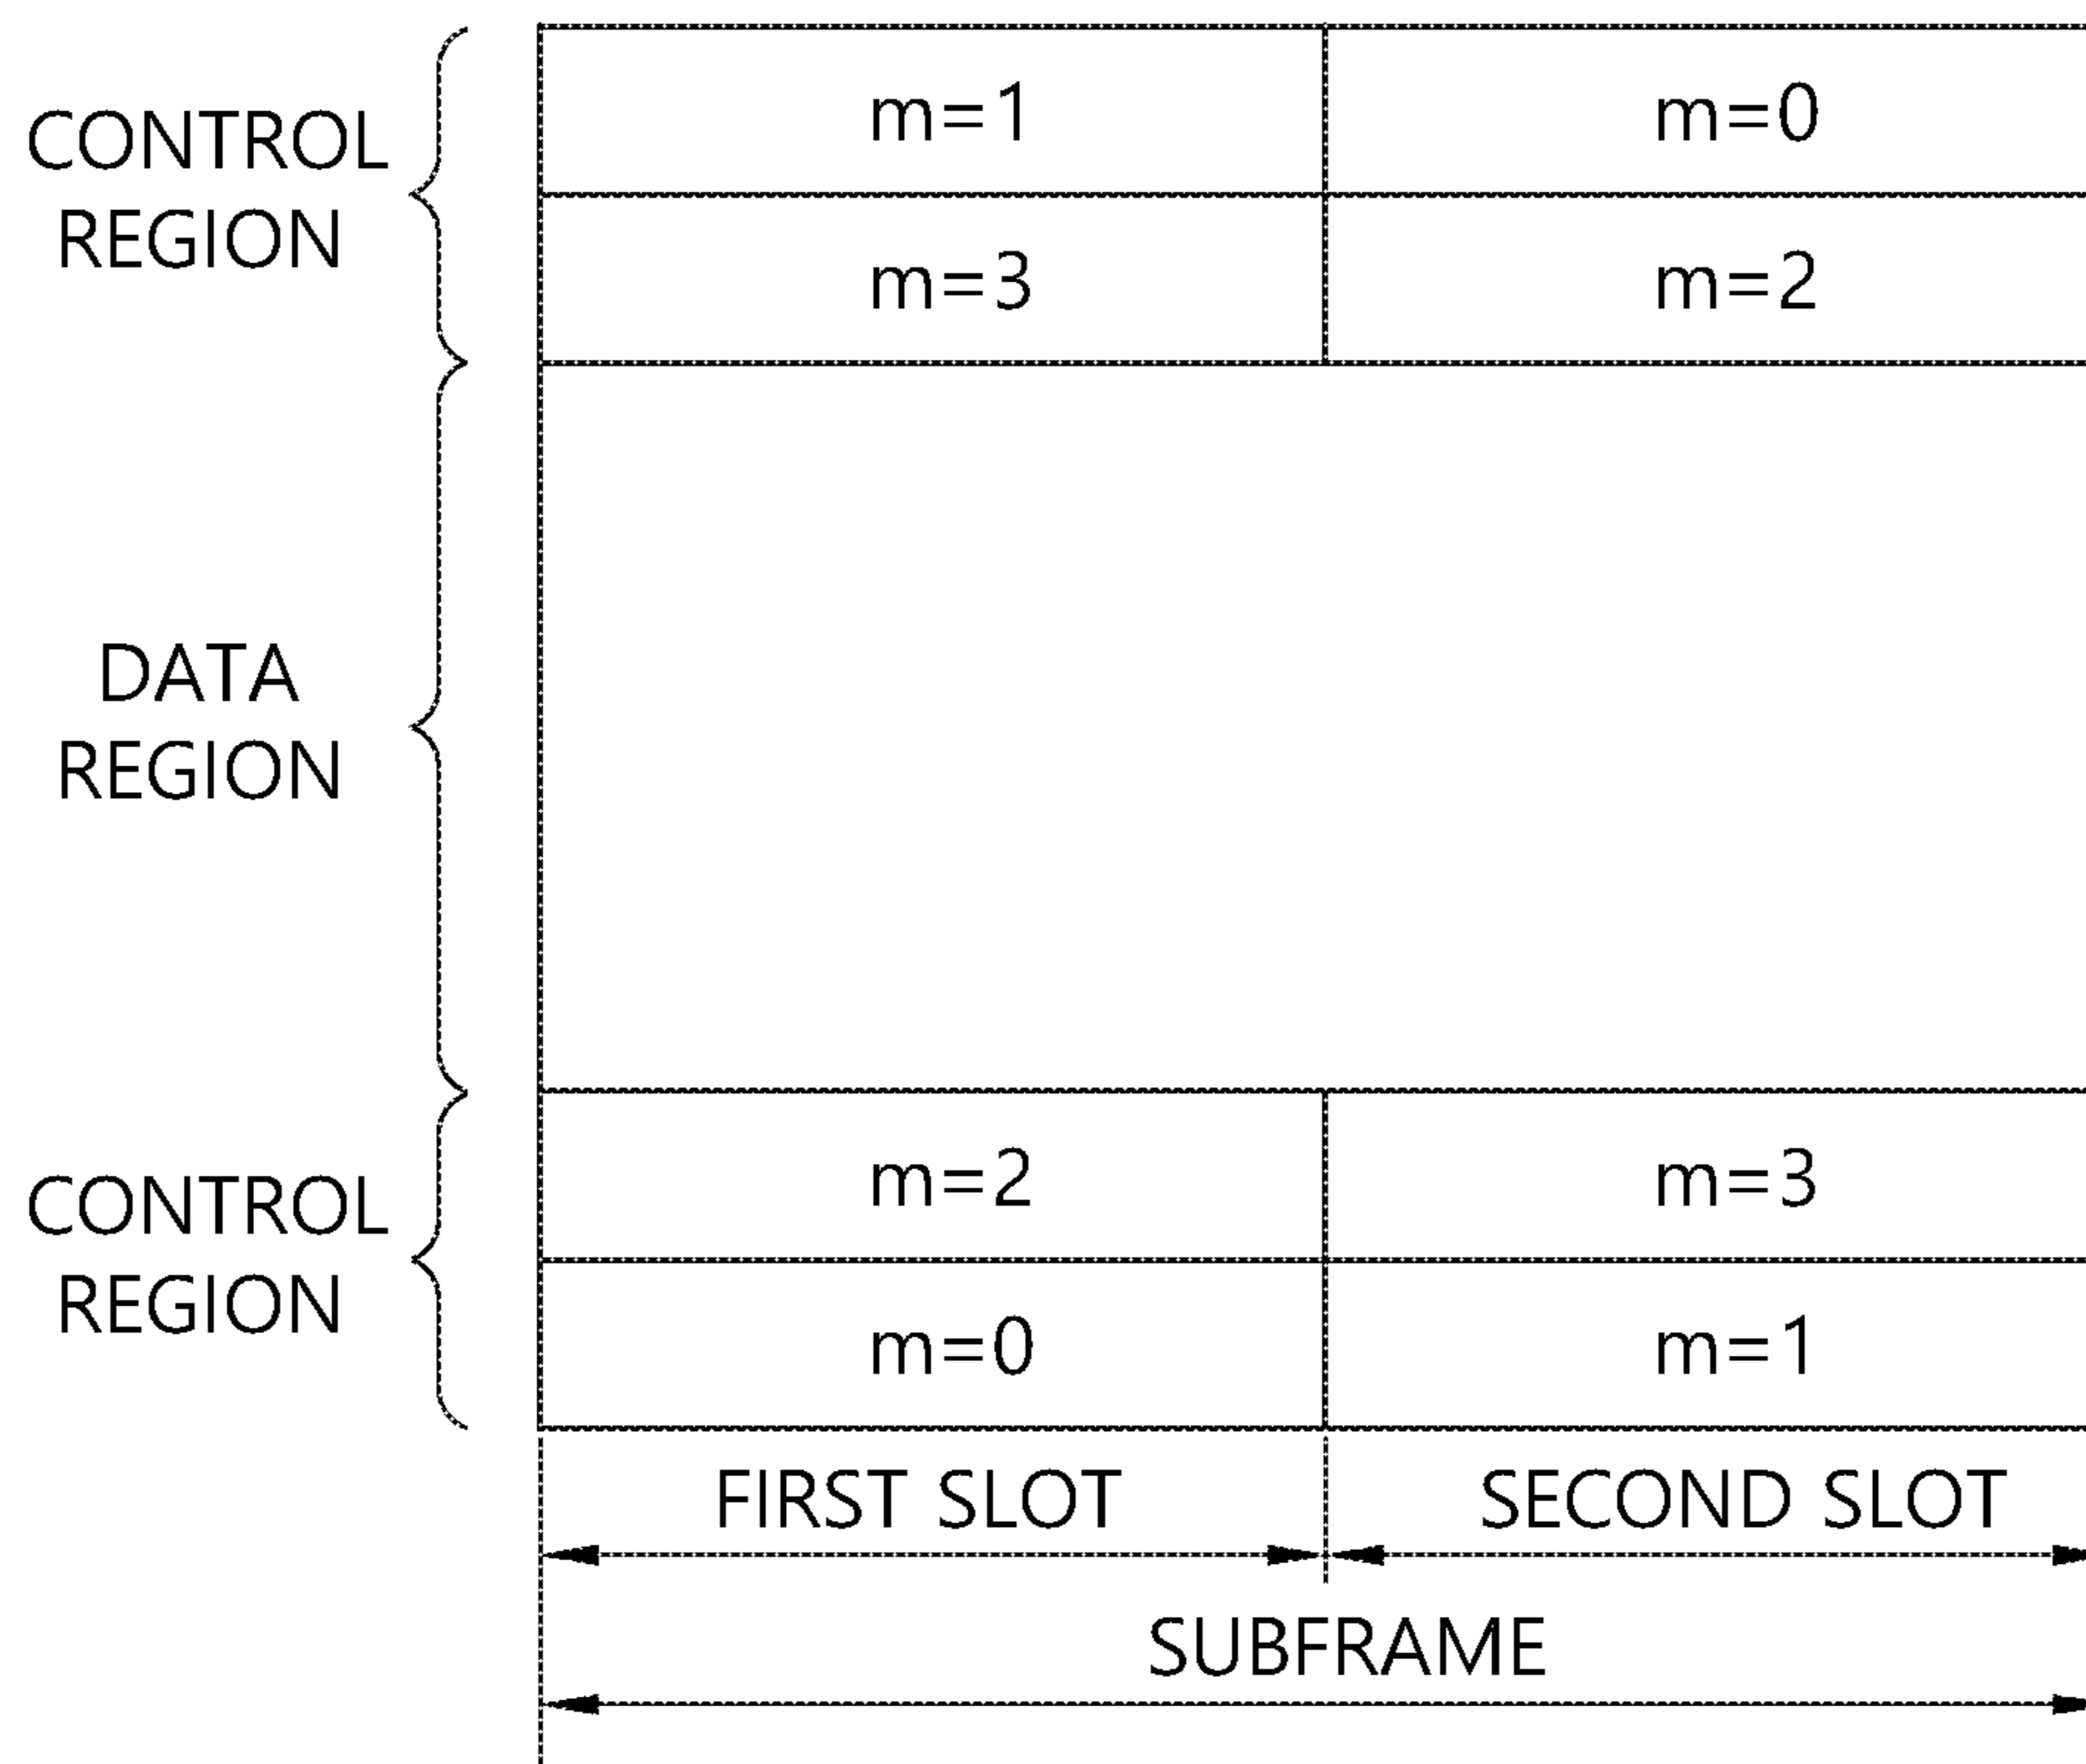 CONTROL
REGION
m=1
m=0
m=3
m=2
DATA
REGION
CONTROL
REGION
m=2
m=3
m=0
m=1
FIRST SLOT
SECOND SLOT
SUBFRAME